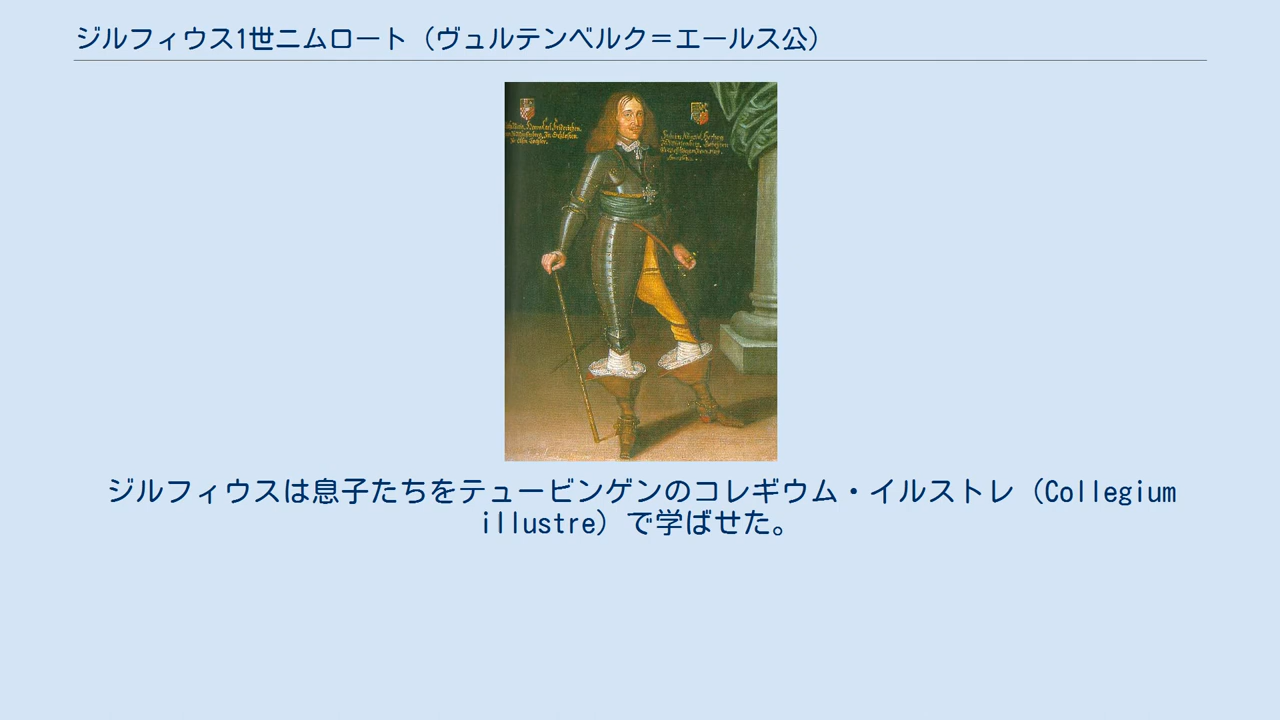 ジルフィウス1世ニムロート（ヴュルテンベルク＝エールス公）
ジルフィウスは息子たちをテュービンゲンのコレギウム・イルストレ（Collegium
illustre）で学ばせた。